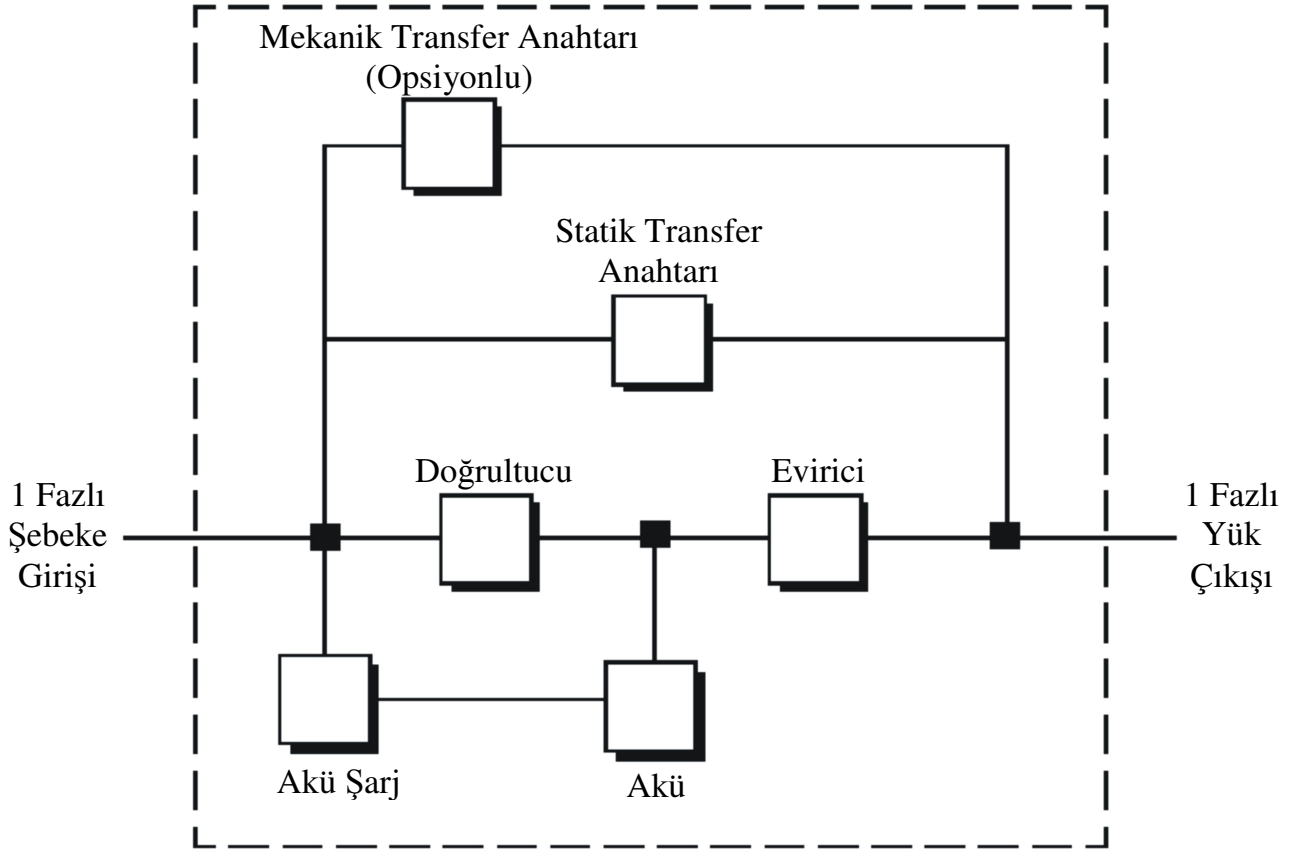 Mekanik Transfer Anahtarı
(Opsiyonlu)
Statik Transfer
Anahtarı
Doğrultucu
Evirici
1 Fazlı
Şebeke
Girişi
1 Fazlı
Yük
Çıkışı
Akü Şarj
Akü